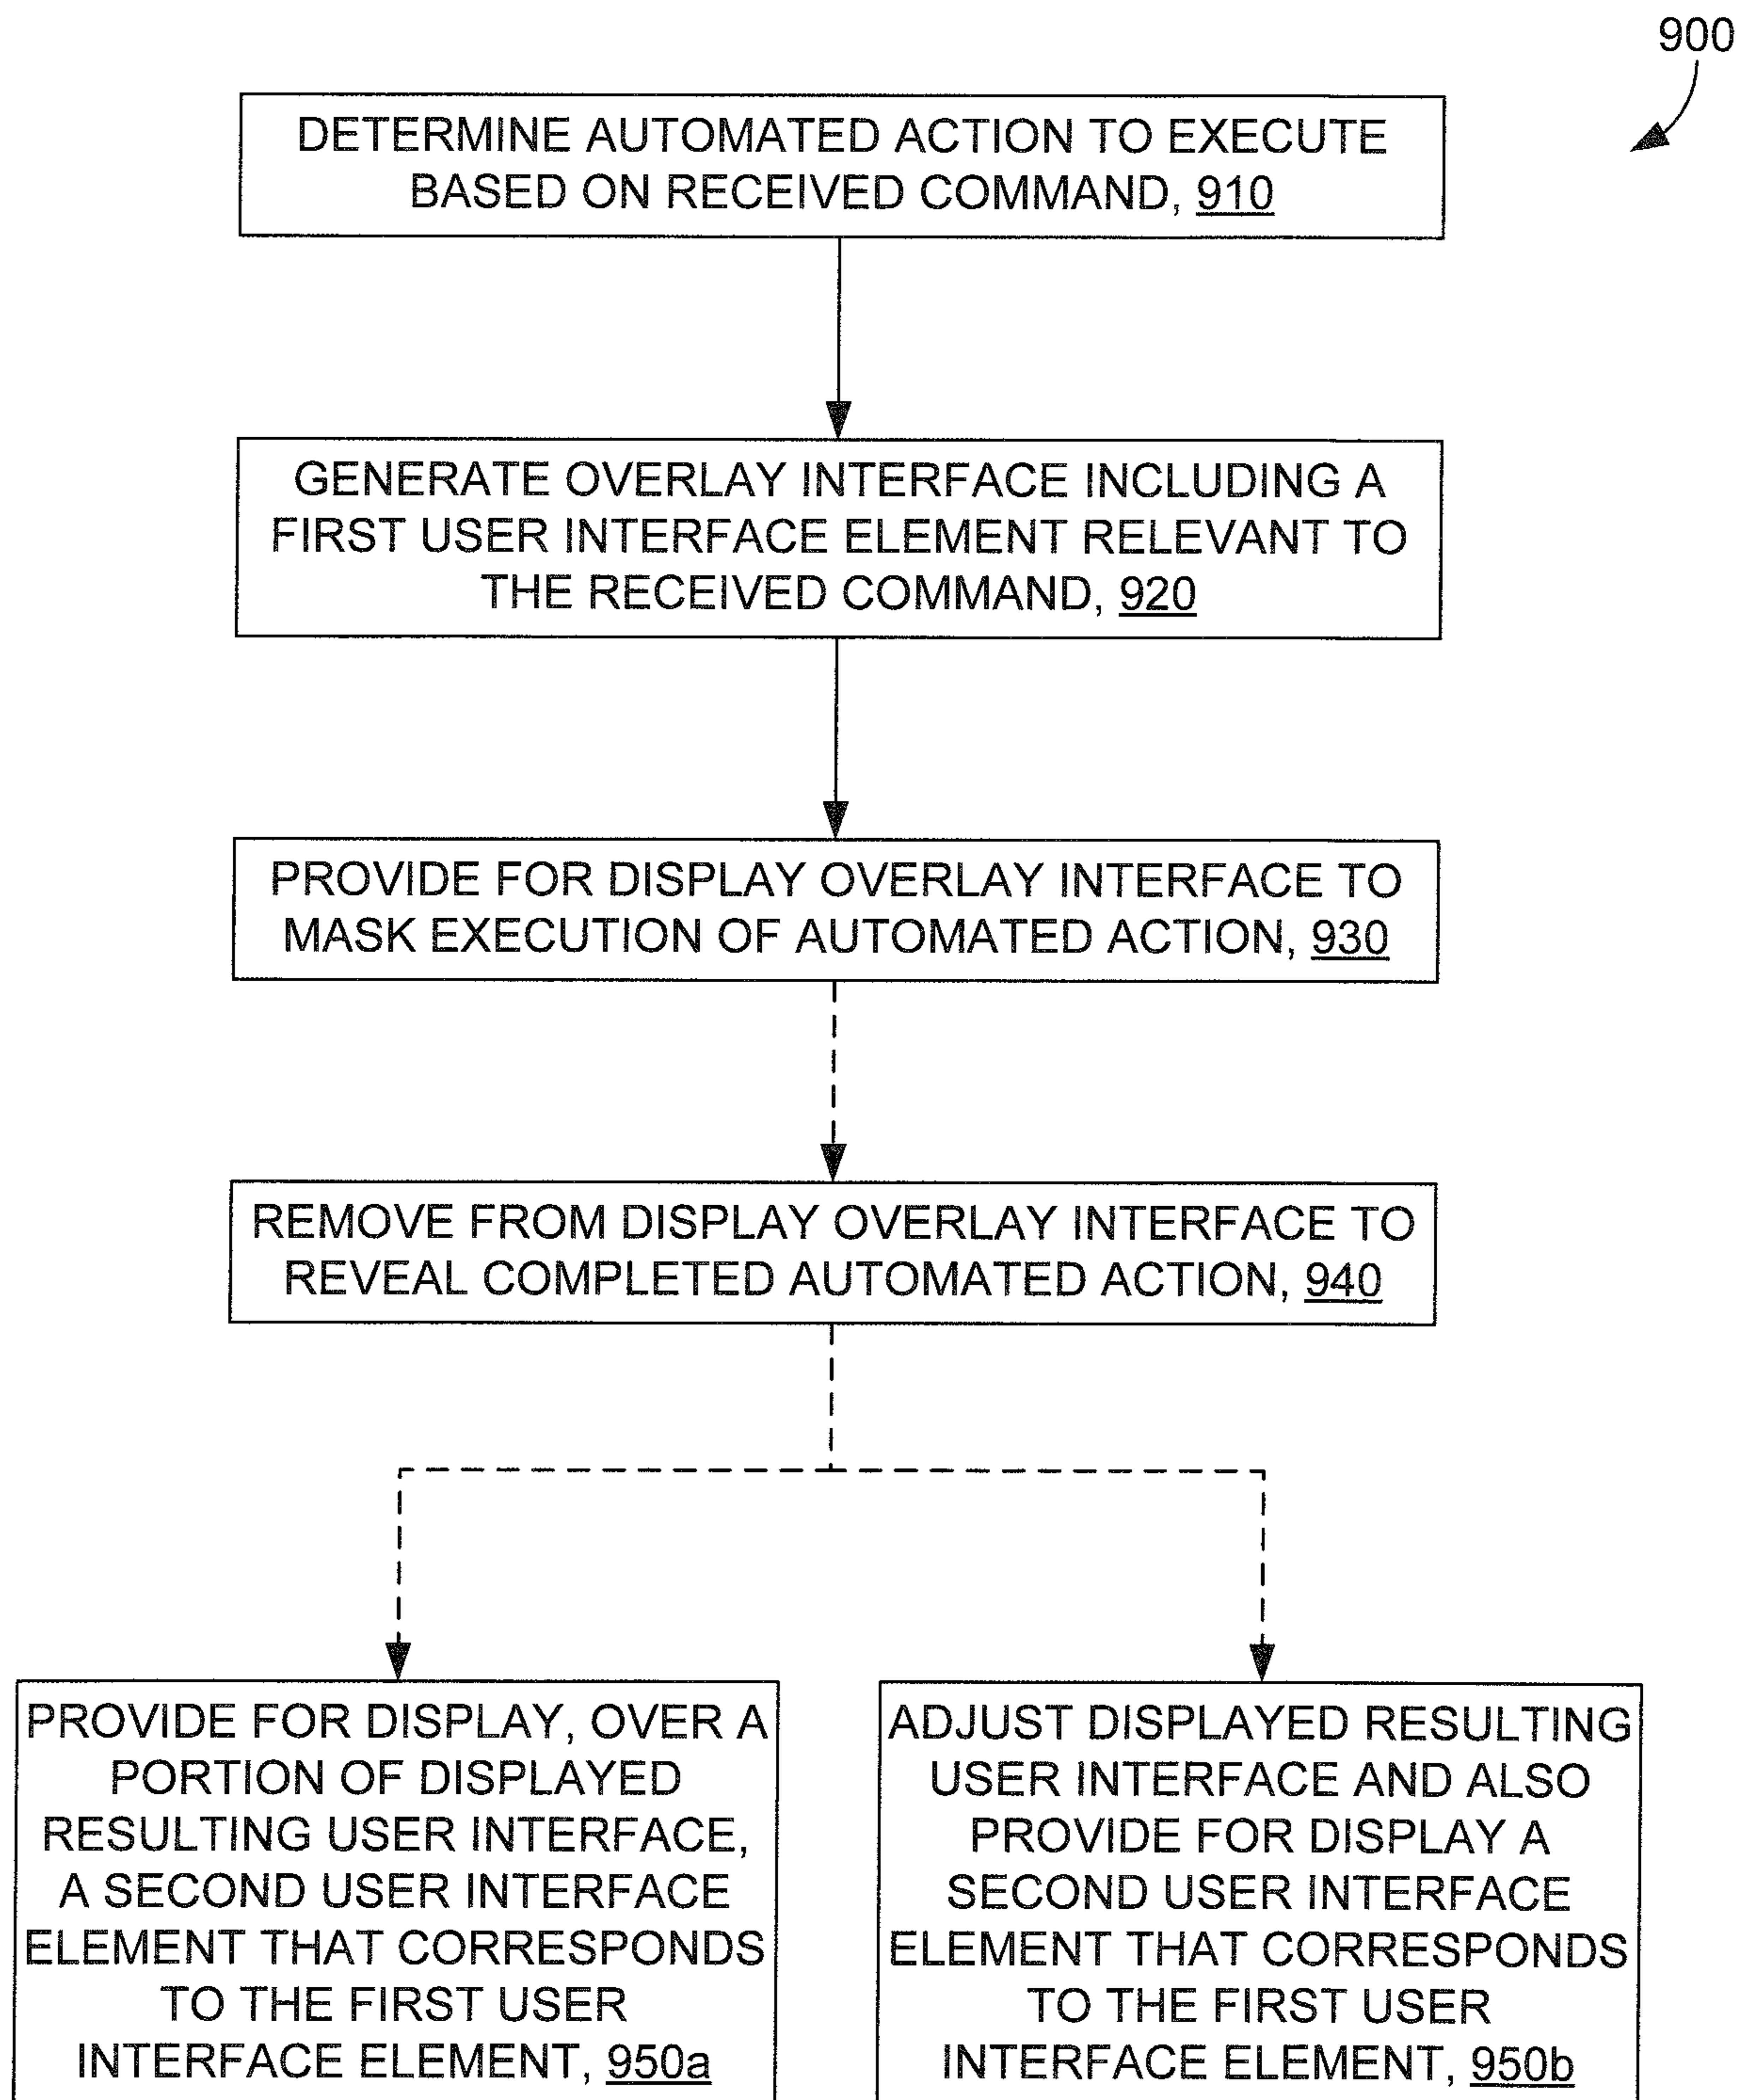 900
DETERMINE AUTOMATED ACTION TO EXECUTE
BASED ON RECEIVED COMMAND, 910
GENERATE OVERLAY INTERFACE INCLUDING A
FIRST USER INTERFACE ELEMENT RELEVANT TO
THE RECEIVED COMMAND, 920
PROVIDE FOR DISPLAY OVERLAY INTERFACE TO
MASK EXECUTION OF AUTOMATED ACTION, 930
REMOVE FROM DISPLAY OVERLAY INTERFACE TO
REVEAL COMPLETED AUTOMATED ACTION, 940
PROVIDE FOR DISPLAY, OVER A
PORTION OF DISPLAYED
RESULTING USER INTERFACE,
A SECOND USER INTERFACE
ELEMENT THAT CORRESPONDS
TO THE FIRST USER
INTERFACE ELEMENT, 950a
ADJUST DISPLAYED RESULTING
USER INTERFACE AND ALSO
PROVIDE FOR DISPLAY A
SECOND USER INTERFACE
ELEMENT THAT CORRESPONDS
TO THE FIRST USER
INTERFACE ELEMENT, 950b